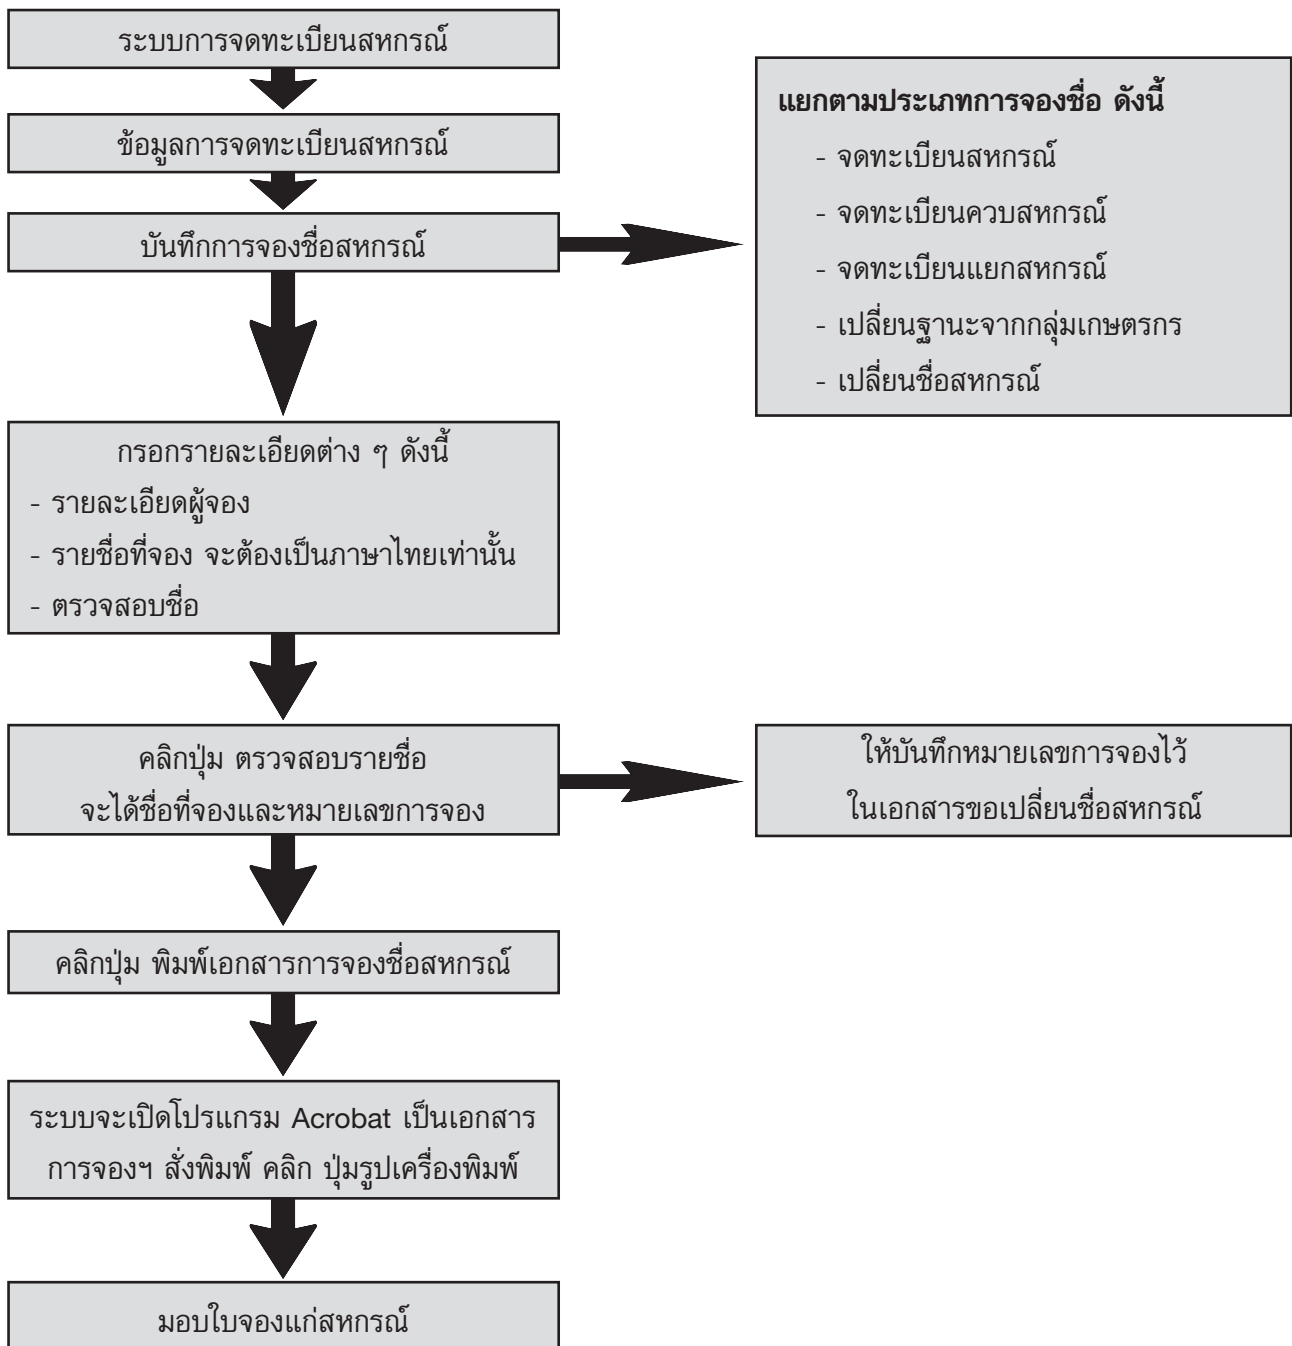 ระบบการจดทะเบียนสหกรณ์
ข้อมูลการจดทะเบียนสหกรณ์
บันทึกการจองชื่อสหกรณ์
แยกตามประเภทการจองชื่อ ดังนี้
- จดทะเบียนสหกรณ์
- จดทะเบียนควบสหกรณ์
- จดทะเบียนแยกสหกรณ์
- เปลี่ยนฐานะจากกลุ่มเกษตรกร
- เปลี่ยนชื่อสหกรณ์
กรอกรายละเอียดต่าง ๆ ดังนี้
- รายละเอียดผู้จอง
- รายชื่อที่จอง จะต้องเป็นภาษาไทยเท่านั้น
- ตรวจสอบชื่อ
คลิกปุ่ม ตรวจสอบรายชื่อ
จะได้ชื่อที่จองและหมายเลขการจอง
ให้บันทึกหมายเลขการจองไว้
ในเอกสารขอเปลี่ยนชื่อสหกรณ์
คลิกปุ่ม พิมพ์เอกสารการจองชื่อสหกรณ์
ระบบจะเปิดโปรแกรม Acrobat เป็นเอกสาร
การจองฯ สั่งพิมพ์ คลิก ปุ่มรูปเครื่องพิมพ์
มอบใบจองแก่สหกรณ์